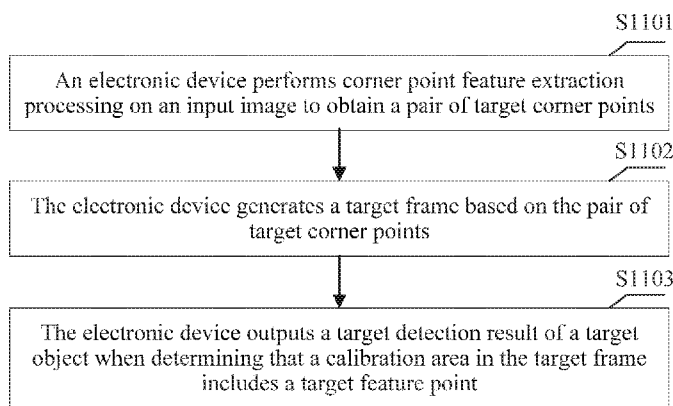 S1101
An electronic device performs corner point feature extraction
processing on an input image to obtain a pair of target corner points
S1102
The electronic device generates a target frame based on the pair of
target corner points
S1103
The electronic device outputs a target detection result of a target
object when determining that a calibration area in the target frame
includes a target feature point